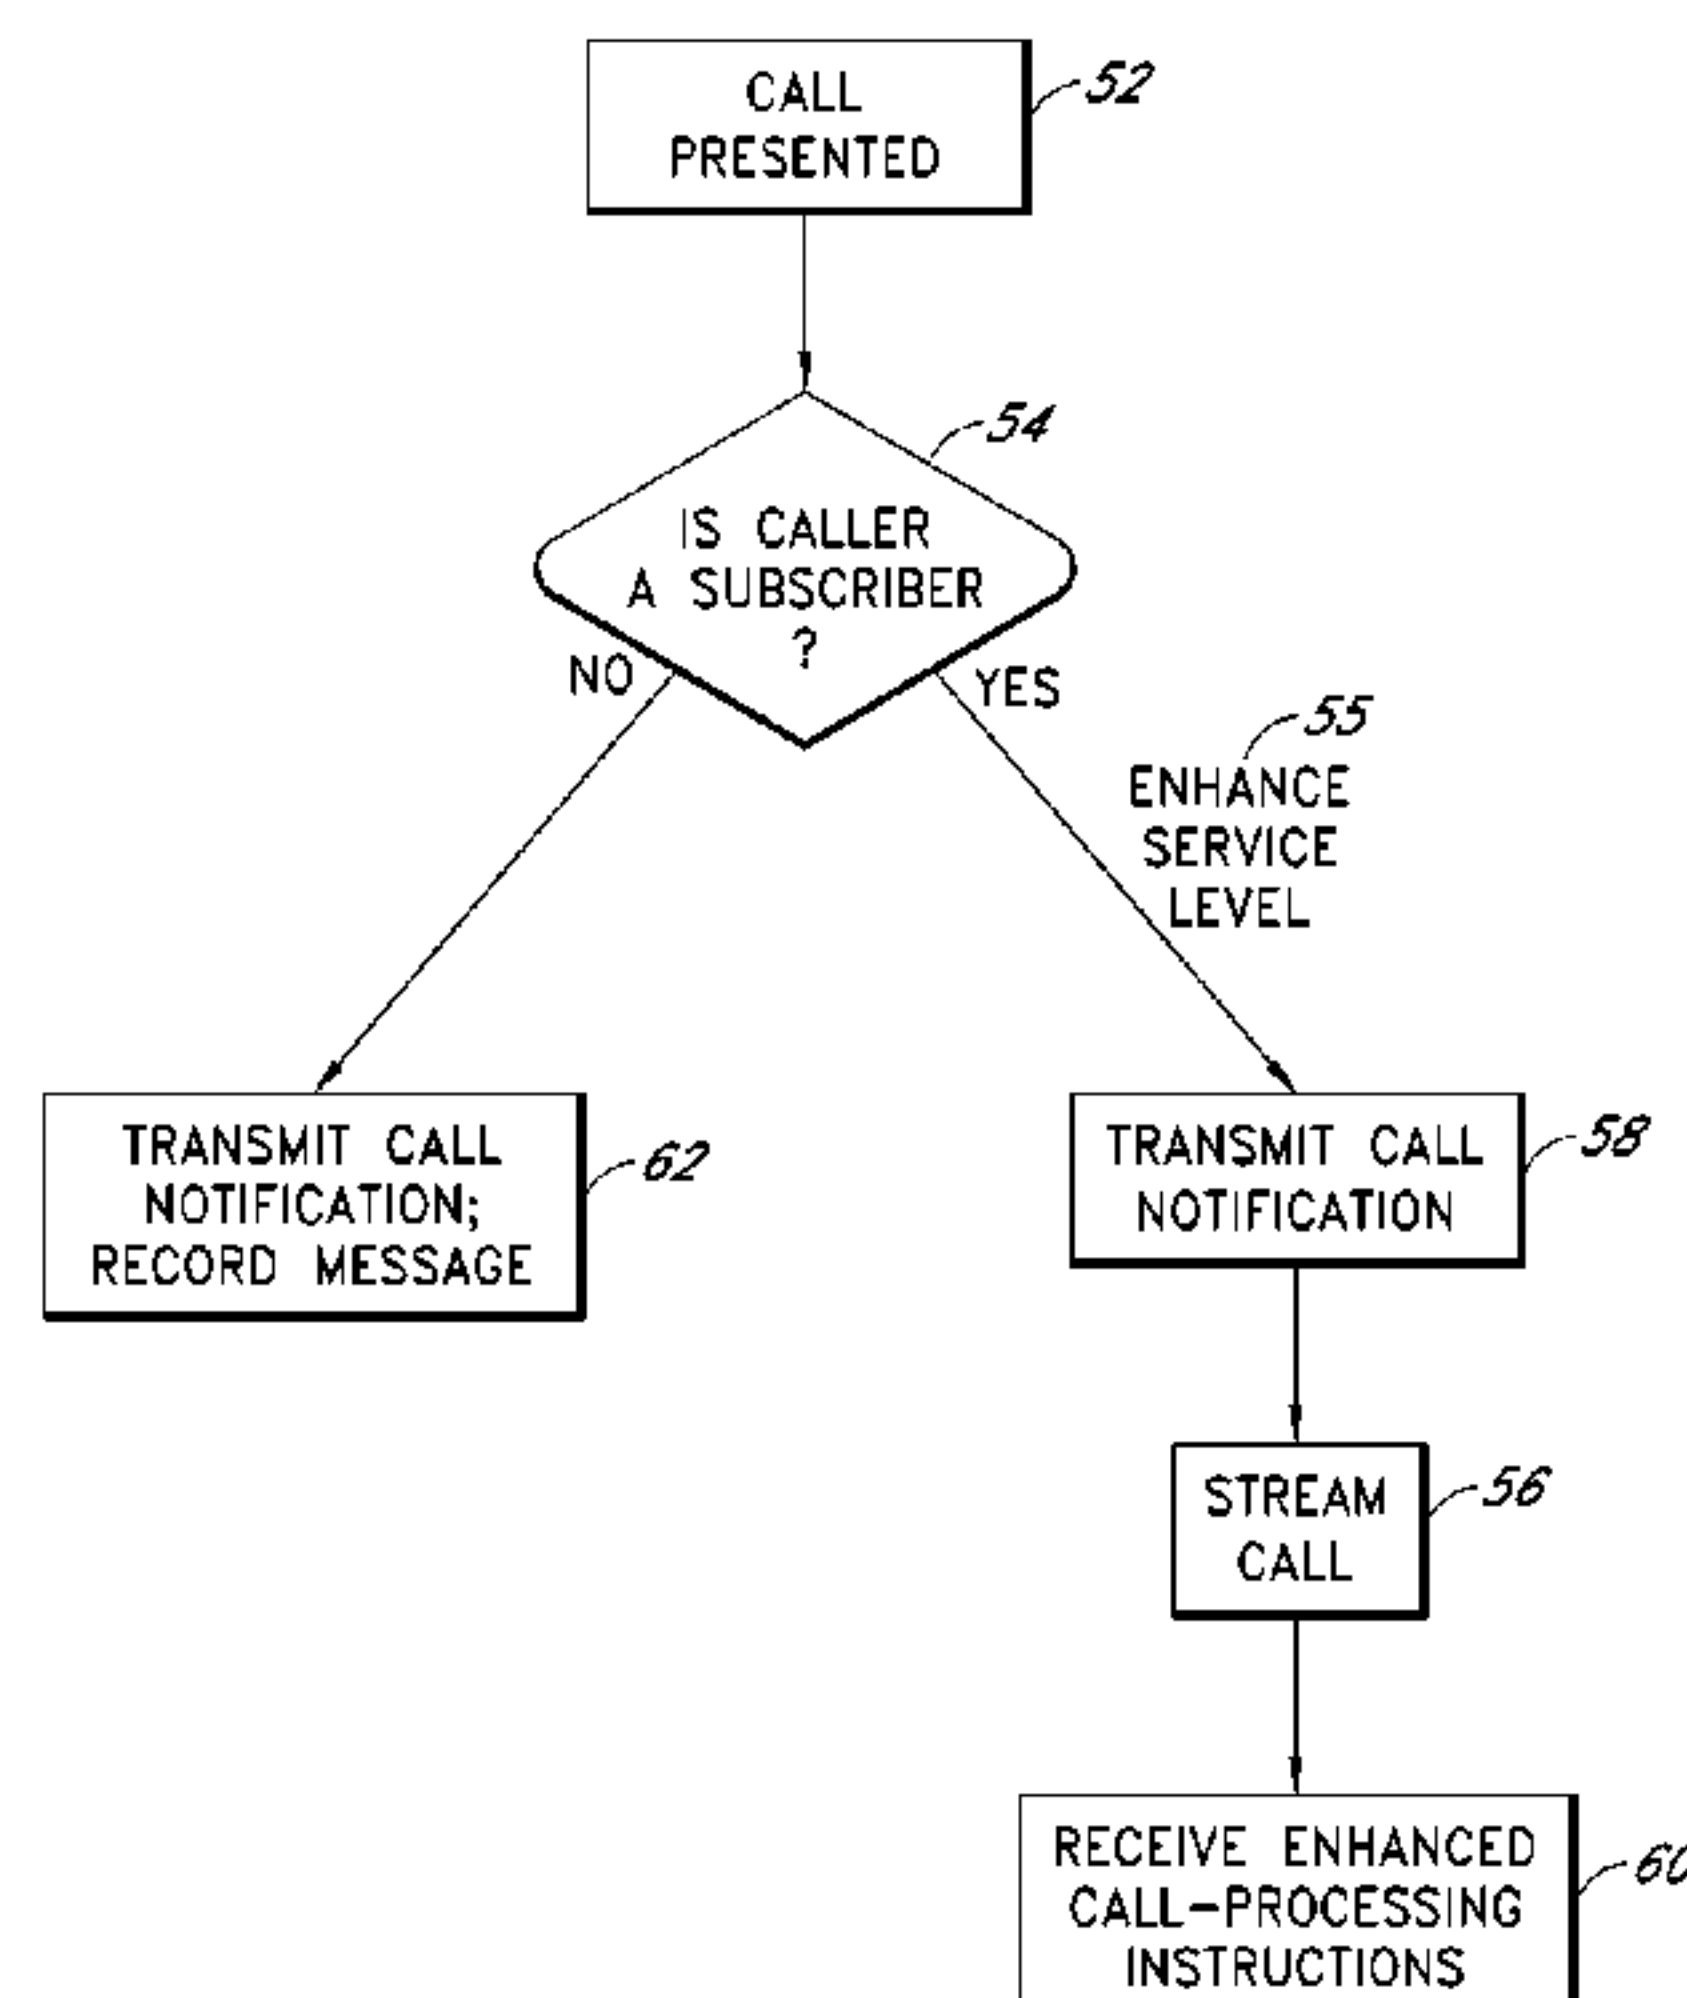 CALL
PRESENTED
52
54
IS CALLER
A SUBSCRIBER
?
NO
YES
55
ENHANCE
SERVICE
LEVEL
TRANSMIT CALL
NOTIFICATION;
RECORD MESSAGE
62
TRANSMIT CALL
NOTIFICATION
58
STREAM
CALL
56
RECEIVE ENHANCED
CALL-PROCESSING
INSTRUCTIONS
60